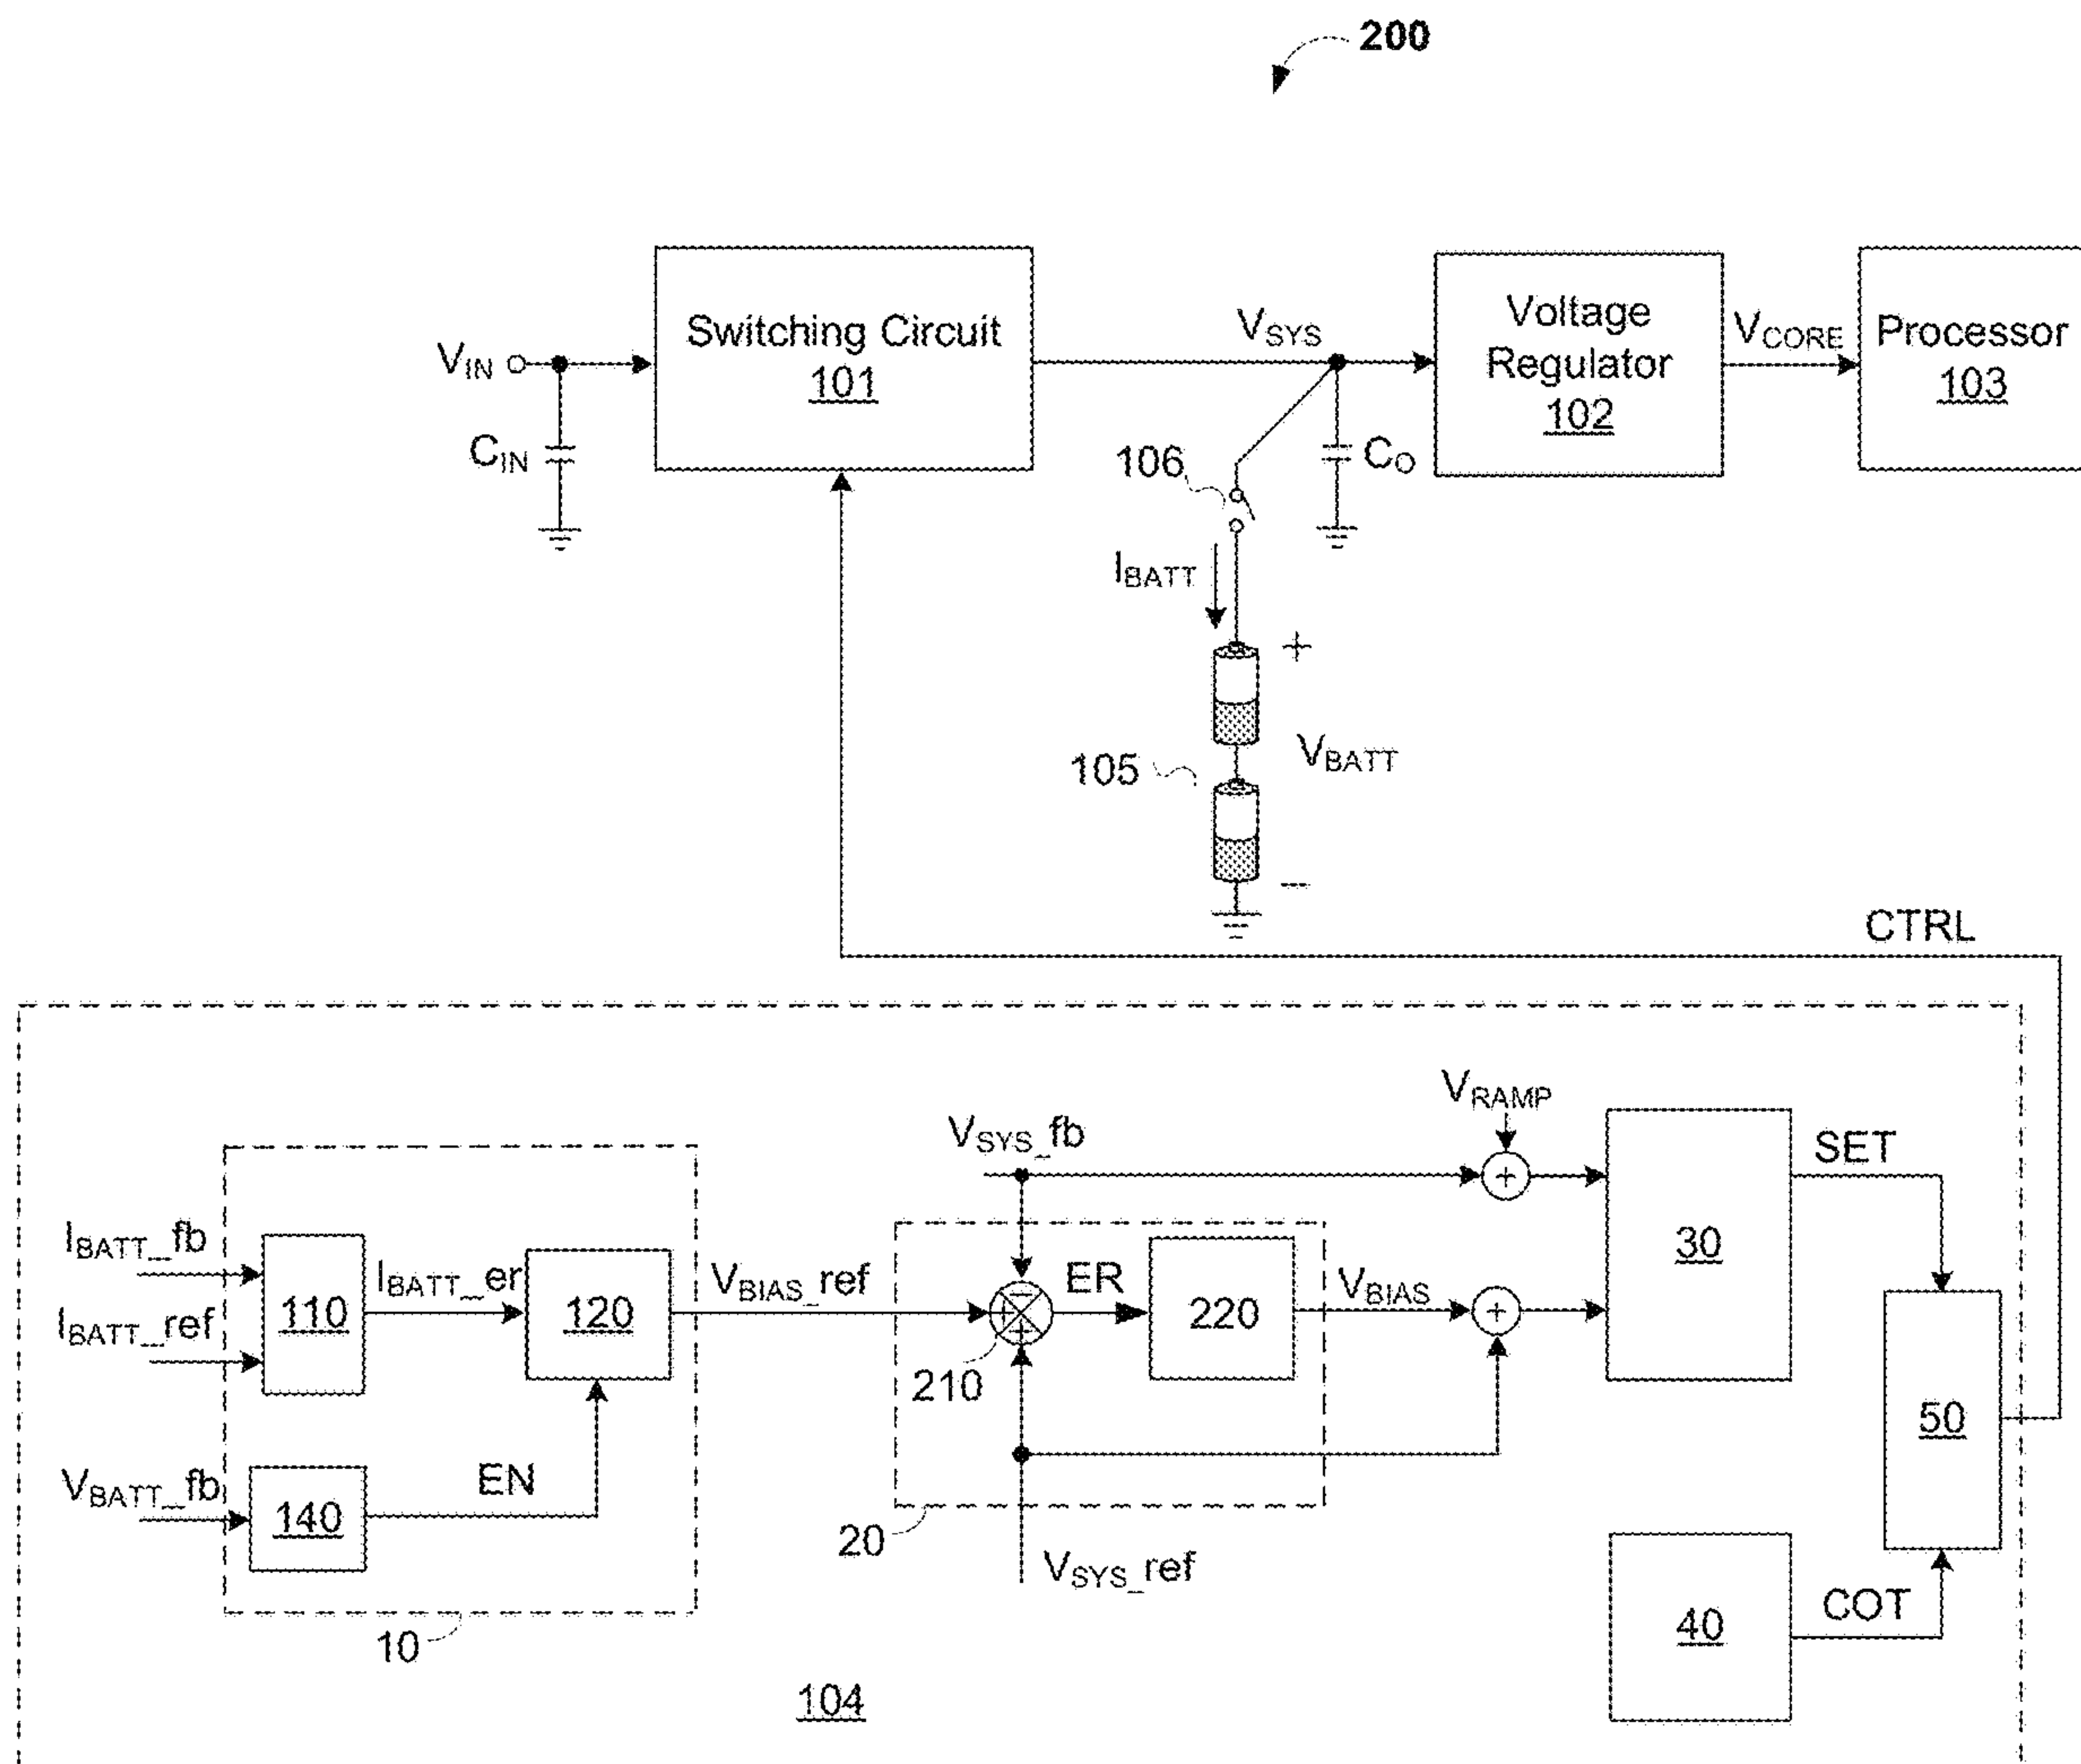 200
Switching Circuit
101
Voltage
Regulator
102
Processor
103
VIN
CIN
VSYS
VCORE
CO
106
IBATT
+
VBATT
105
−
CTRL
VRAMP
VSYS_fb
SET
30
IBATT_fb
IBATT_ref
110
IBATT_er
120
VBIAS_ref
−
+
+
210
ER
220
VBIAS
+
+
50
VBATT_fb
140
EN
20
VSYS_ref
10
40
COT
104